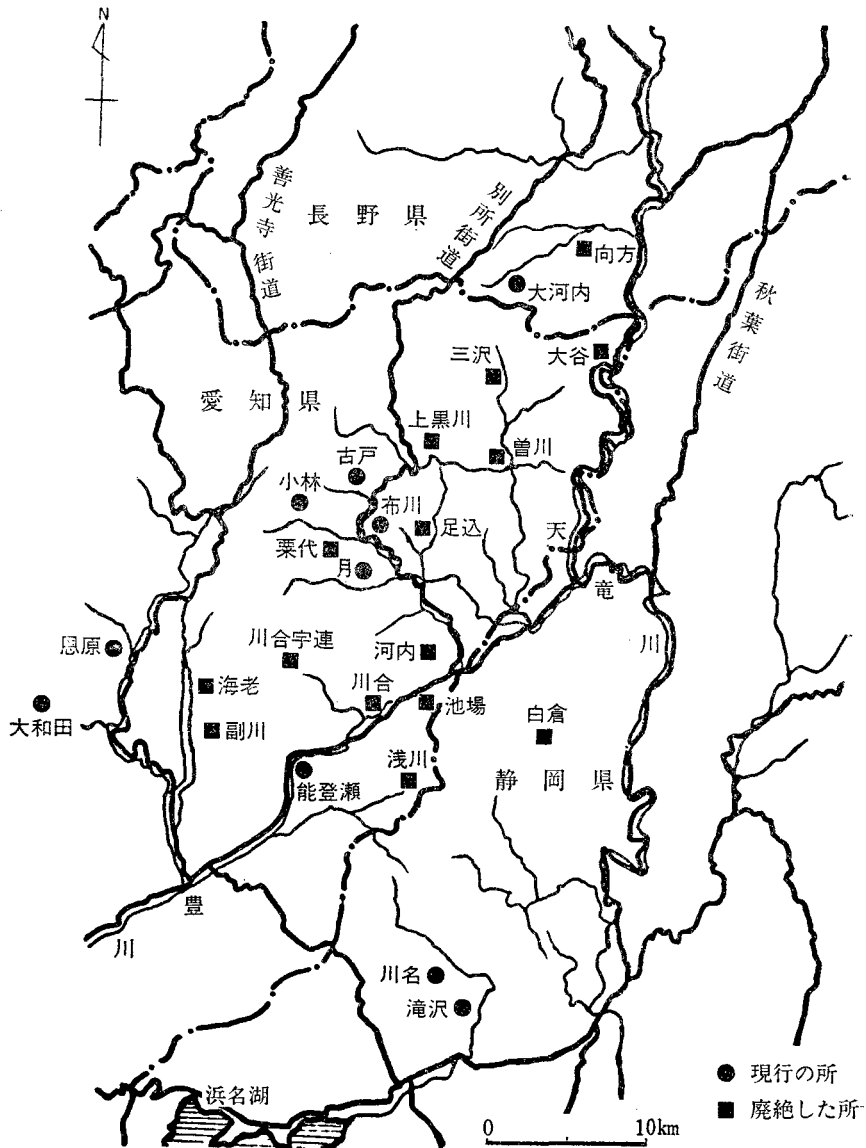 N
善光寺街道
長野県
別所街道
向方
大河内
秋葉街道
三沢
大谷
愛知県
上黒川
曽川
古戸
小林
布川
足込
天竜川
粟代
月
恩原
川合宇連
河内
海老
川合
池場
大和田
副川
白倉
浅川
能登瀬
静岡県
豊川
川名
滝沢
浜名湖
● 現行の所
■ 廃絶した所
0 10km